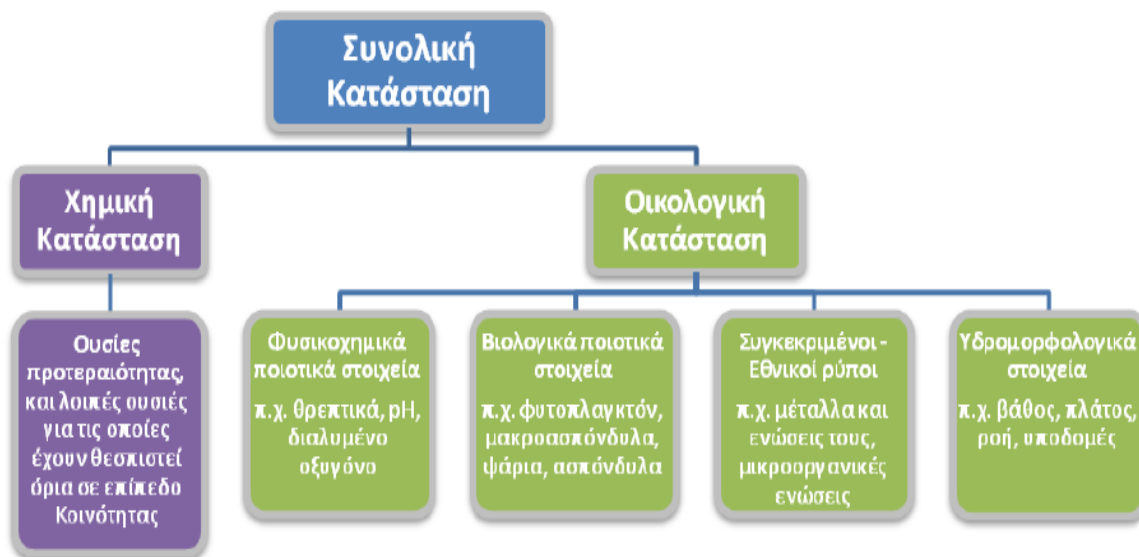 Συνολική
Κατάσταση
Χημική
Κατάσταση
Οικολογική
Κατάσταση
Ουσίες
προτεραιότητας,
και λοιπές ουσιές
για τις οποίες
έχουν θεσπιστεί
όρια σε επίπεδο
Κοινότητας
Φυσικοχημικά
ποιοτικά στοιχεία
π.χ. θρεπτικά, pH,
διαλυμένο
οξυγόνο
Βιολογικά ποιοτικά
στοιχεία
π.χ. φυτοπλαγκτόν,
μακροασπόνδυλα,
ψάρια, ασπόνδυλα
Συγκεκριμένοι -
Εθνικοί ρύποι
π.χ. μέταλλα και
ενώσεις τους,
μικροοργανικές
ενώσεις
Υδρομορφολογικά
στοιχεία
π.χ. βάθος, πλάτος,
ροή, υποδομές